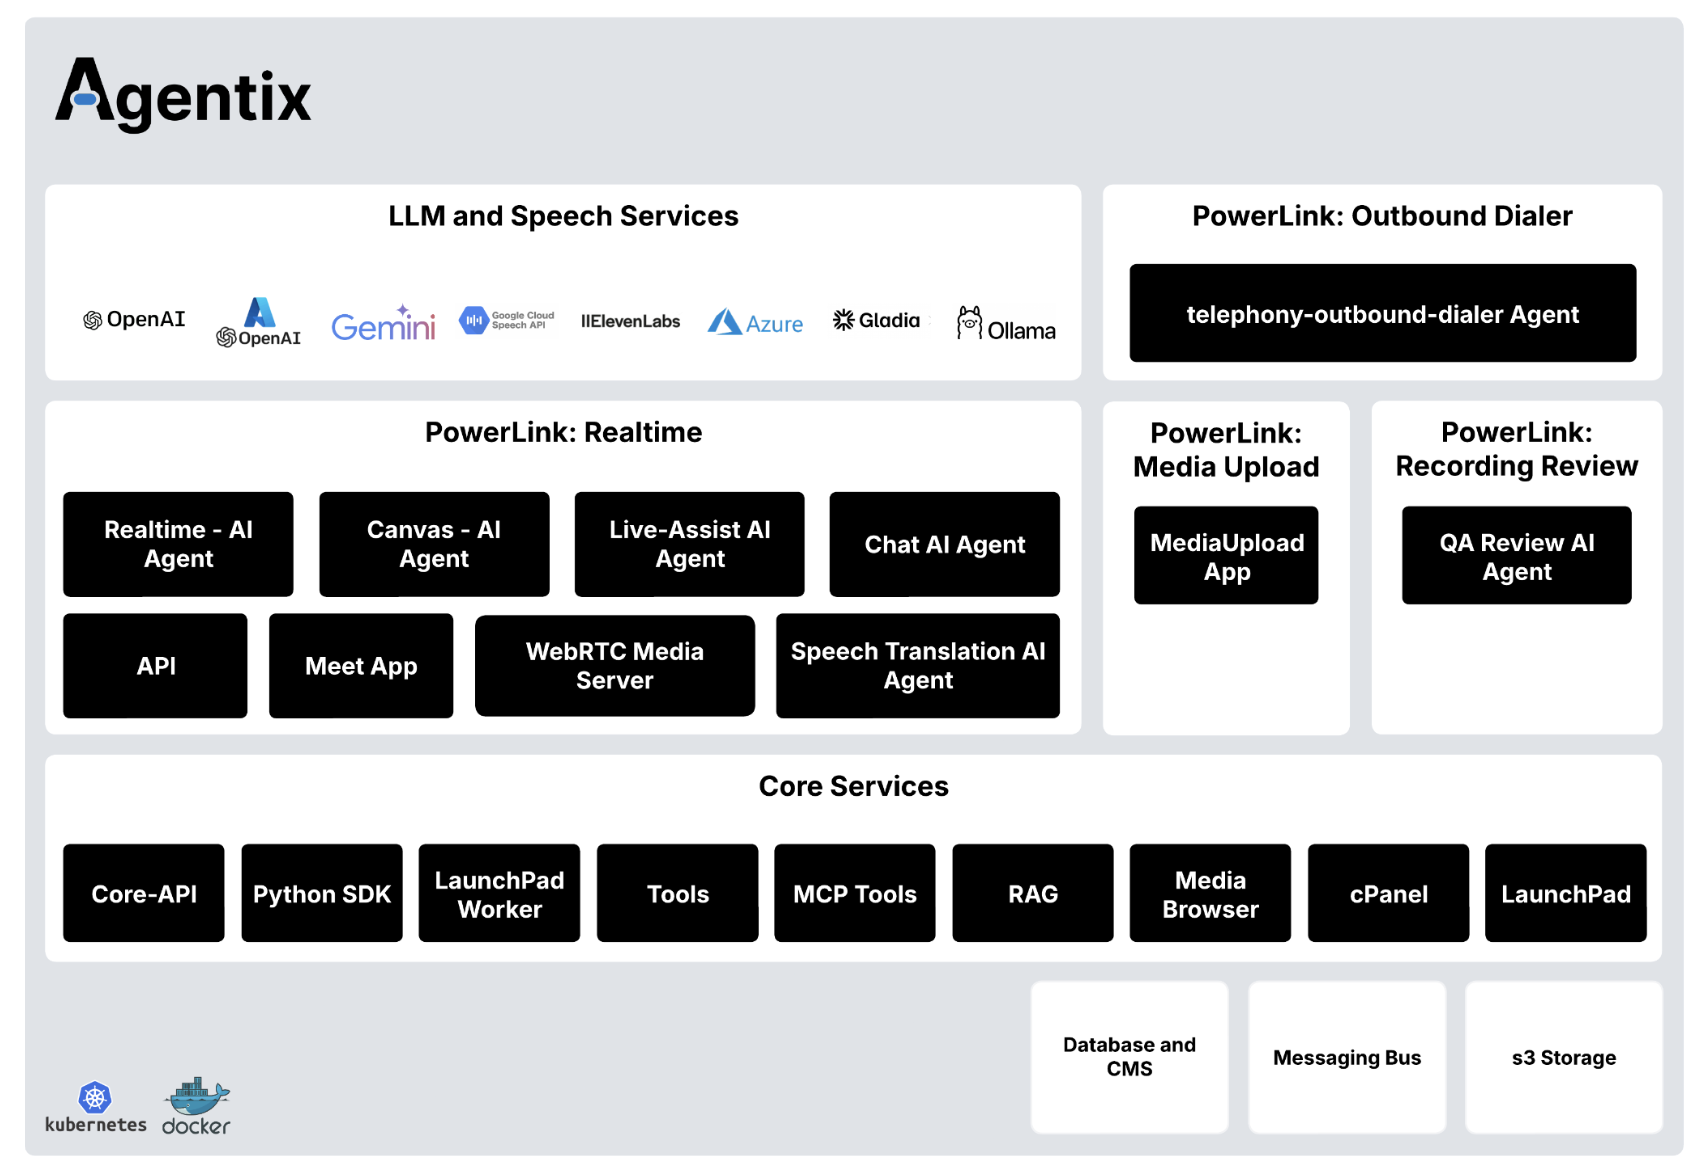 Agentix
LLM and Speech Services
OpenAI
OpenAI
Gemini
Google Cloud
Speech API
IIElevenLabs
Azure
Gladia
Ollama
PowerLink: Outbound Dialer
telephony-outbound-dialer Agent
PowerLink: Realtime
Realtime - AI
Agent
Canvas - AI
Agent
Live-Assist AI
Agent
Chat AI Agent
API
Meet App
WebRTC Media
Server
Speech Translation AI
Agent
PowerLink:
Media Upload
MediaUpload
App
PowerLink:
Recording Review
QA Review AI
Agent
Core Services
Core-API
Python SDK
LaunchPad
Worker
Tools
MCP Tools
RAG
Media
Browser
cPanel
LaunchPad
Database and
CMS
Messaging Bus
s3 Storage
kubernetes
docker